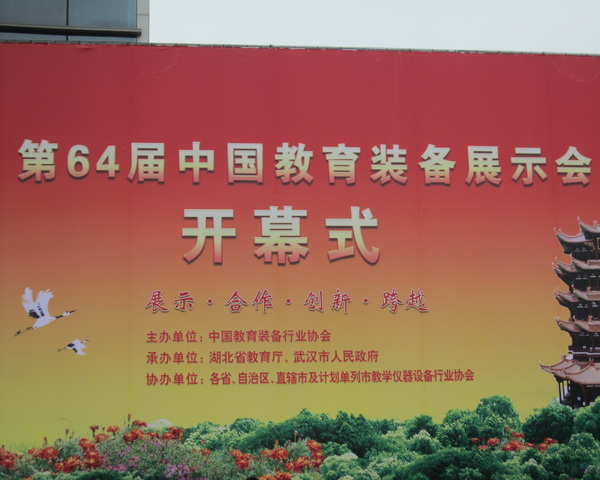 第64届中国教育装备展示会
开幕式
展示·合作·创新·跨越
主办单位：中国教育装备行业协会
承办单位：湖北省教育厅、武汉市人民政府
协办单位：各省、自治区、直辖市及计划单列市教学仪器设备行业协会